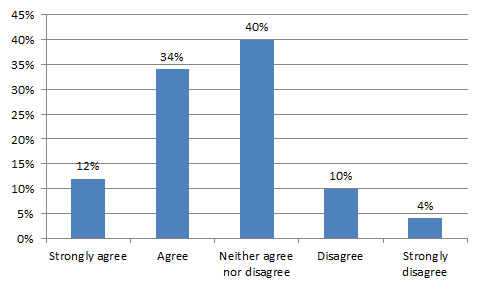 45%
40%
35%
30%
25%
20%
15%
10%
5%
0%
12%
34%
40%
10%
4%
Strongly agree
Agree
Neither agree
nor disagree
Disagree
Strongly
disagree